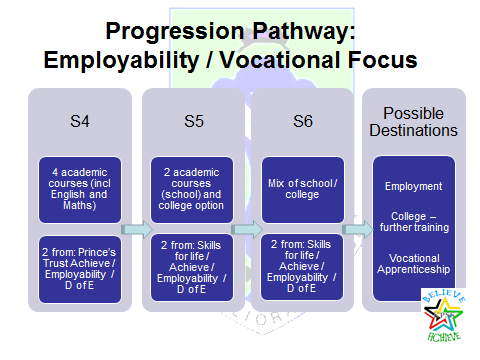 Progression Pathway:
Employability / Vocational Focus
S4
4 academic
courses (incl
English and
Maths)
2 from: Prince's
Trust Achieve /
Employability /
D of E
S5
2 academic
courses
(school) and
college option
2 from: Skills
for life /
Achieve /
Employability /
D of E
S6
Mix of school /
college
2 from: Skills
for life /
Achieve /
Employability /
D of E
Possible
Destinations
Employment
College –
further training
Vocational
Apprenticeship
BELIEVE
ACHIEVE